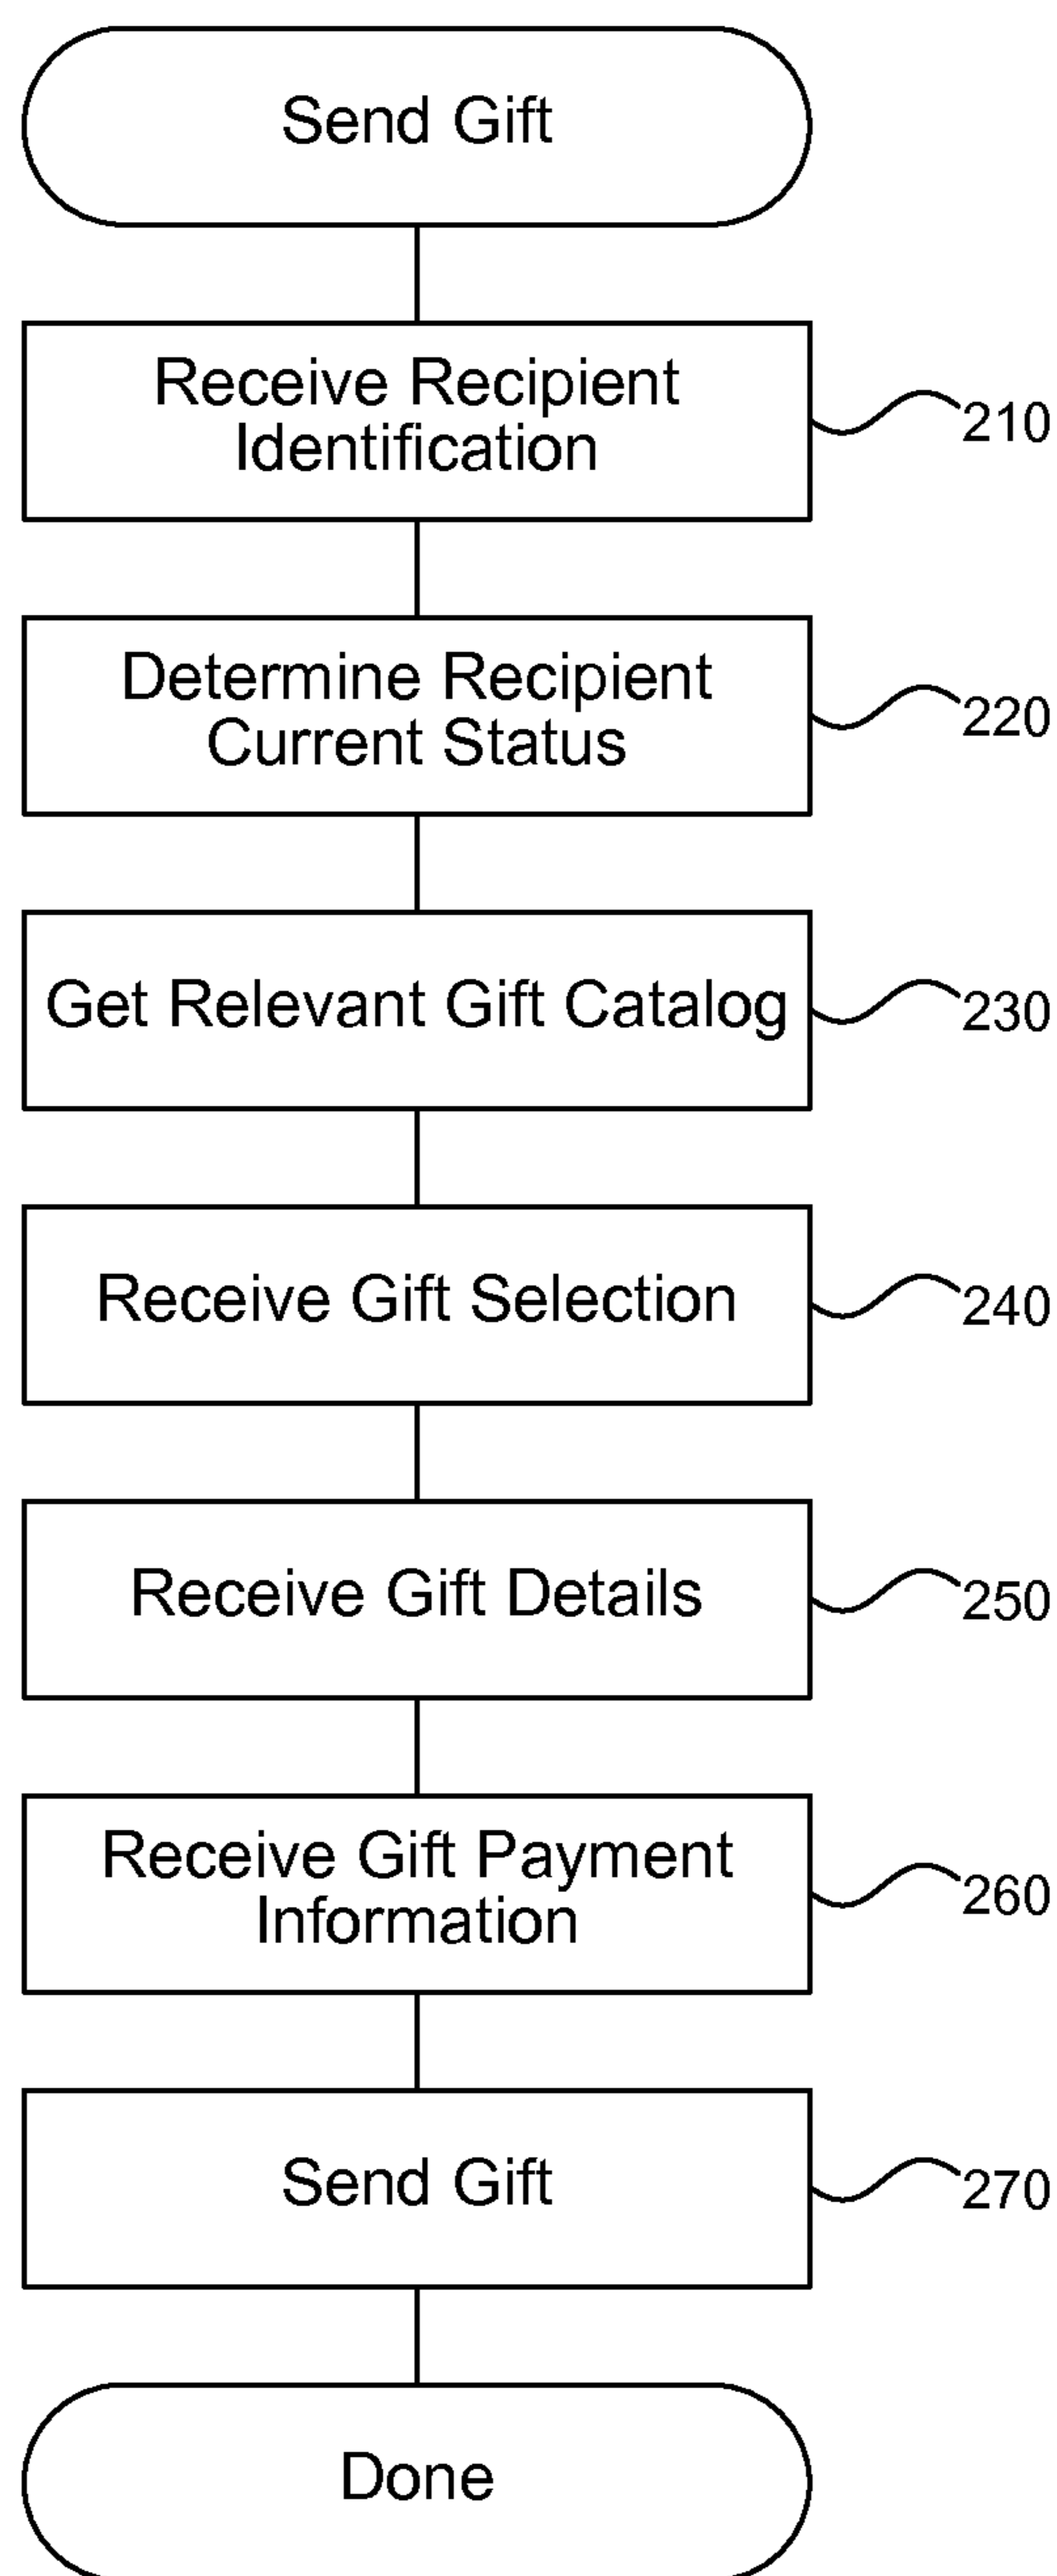 Send Gift
Receive Recipient
Identification
210
Determine Recipient
Current Status
220
Get Relevant Gift Catalog
230
Receive Gift Selection
240
Receive Gift Details
250
Receive Gift Payment
Information
260
Send Gift
270
Done